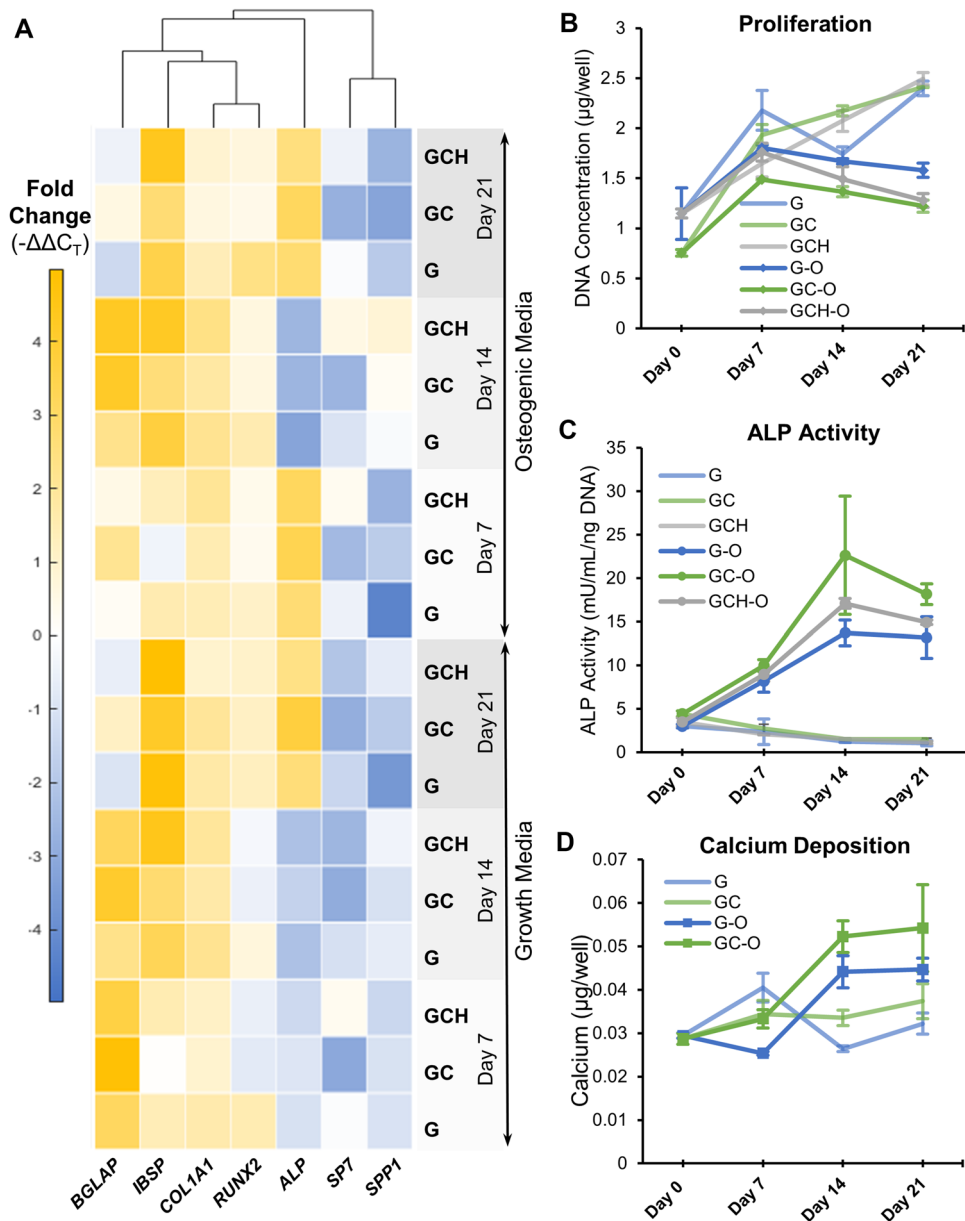 A
Fold
Change
(-ΔΔCT)
4
3
2
1
0
-1
-2
-3
-4
GCH
GC
G
Day 21
GCH
GC
G
Day 14
GCH
GC
G
Day 7
Osteogenic Media
GCH
GC
G
Day 21
GCH
GC
G
Day 14
GCH
GC
G
Day 7
Growth Media
BGLAP
IBSP
COL1A1
RUNX2
ALP
SP7
SPP1
B
Proliferation
DNA Concentration (µg/well)
3
2.5
2
1.5
1
0.5
0
G
GC
GCH
G-O
GC-O
GCH-O
Day 0
Day 7
Day 14
Day 21
C
ALP Activity
ALP Activity (mU/mL/ng DNA)
35
30
25
20
15
10
5
0
G
GC
GCH
G-O
GC-O
GCH-O
Day 0
Day 7
Day 14
Day 21
D
Calcium Deposition
Calcium (µg/well)
0.07
0.06
0.05
0.04
0.03
0.02
0.01
0
G
GC
G-O
GC-O
Day 0
Day 7
Day 14
Day 21